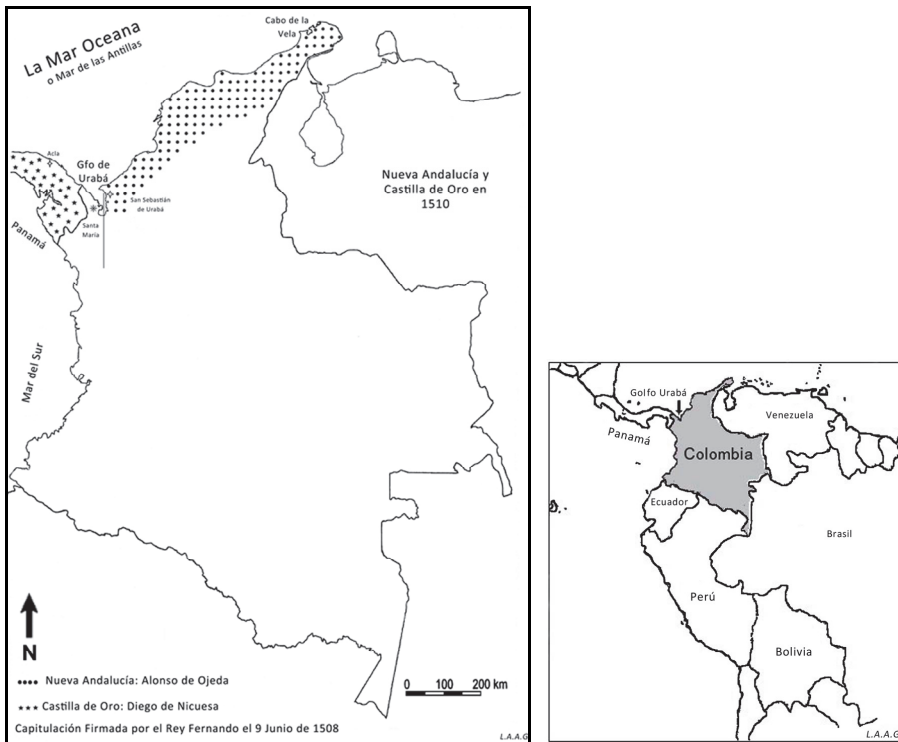 La Mar Oceana
o Mar de las Antillas
Cabo de la
Vela
Acla
Gfo de
Urabá
San Sebastián
de Urabá
Santa
María
Panamá
Nueva Andalucía y
Castilla de Oro en
1510
Mar del Sur
N
Nueva Andalucía: Alonso de Ojeda
Castilla de Oro: Diego de Nicuesa
Capitulación Firmada por el Rey Fernando el 9 Junio de 1508
0 100 200 km
L.A.A.G
Golfo Urabá
Panamá
Venezuela
Colombia
Ecuador
Brasil
Perú
Bolivia
L.A.A.G